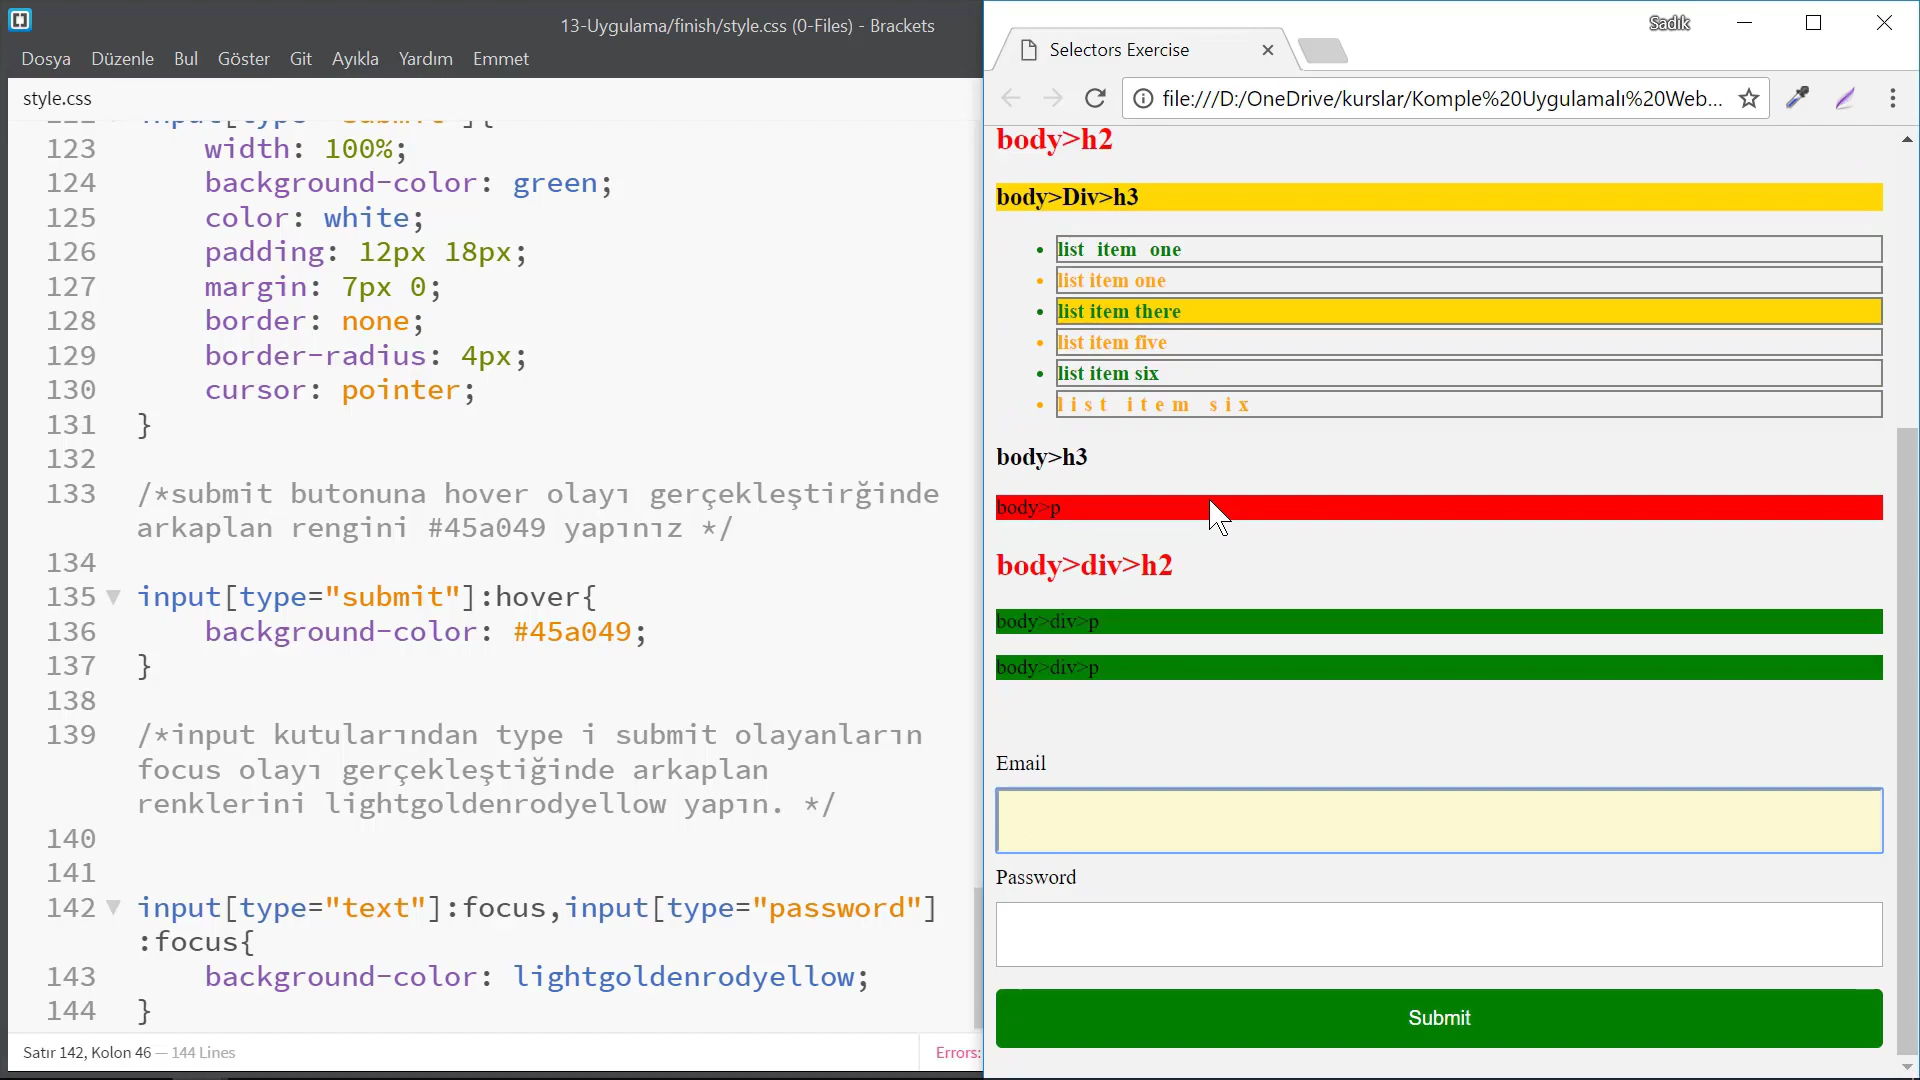 13-Uygulama/finish/style.css (0-Files) - Brackets
Dosya Düzenle Bul Göster Git Ayıkla Yardım Emmet
style.css
123 width: 100%;
124 background-color: green;
125 color: white;
126 padding: 12px 18px;
127 margin: 7px 0;
128 border: none;
129 border-radius: 4px;
130 cursor: pointer;
131 }
132
133 /*submit butonuna hover olayı gerçekleştirğinde
arkaplan rengini #45a049 yapınız */
134
135 input[type="submit"]:hover{
136 background-color: #45a049;
137 }
138
139 /*input kutularından type i submit olayanların
focus olayı gerçekleştiğinde arkaplan
renklerini lightgoldenrodyellow yapın. */
140
141
142 input[type="text"]:focus,input[type="password"]
:focus{
143 background-color: lightgoldenrodyellow;
144 }
Satır 142, Kolon 46 — 144 Lines
Errors:
Sadık
Selectors Exercise
file:///D:/OneDrive/kurslar/Komple%20Uygulamalı%20Web...
body>h2
body>Div>h3
• list item one
• list item one
• list item there
• list item five
• list item six
• list item six
body>h3
body>p
body>div>h2
body>div>p
body>div>p
Email
Password
Submit